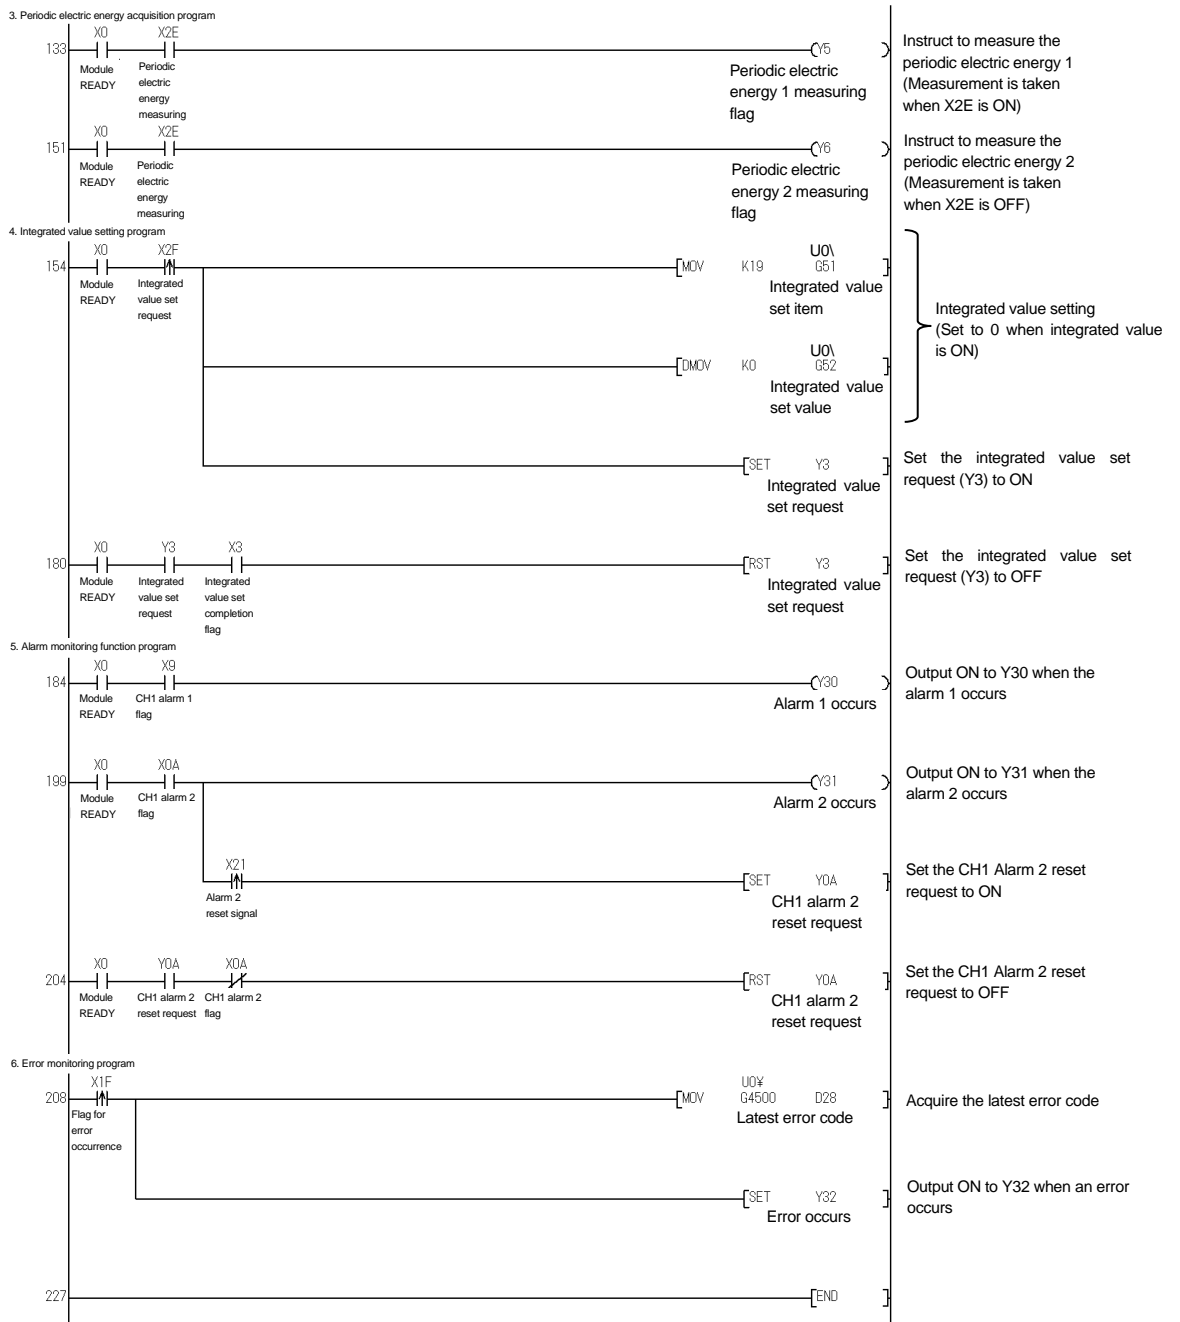 3. Periodic electric energy acquisition program
X0 X2E
133 (Y5 )
Module READY
Periodic electric energy measuring
Periodic electric energy 1 measuring flag
Instruct to measure the
periodic electric energy 1
(Measurement is taken
when X2E is ON)
X0 X2E
151 (Y6 )
Module READY
Periodic electric energy measuring
Periodic electric energy 2 measuring flag
Instruct to measure the
periodic electric energy 2
(Measurement is taken
when X2E is OFF)
4. Integrated value setting program
X0 X2F U0\
154 [MOV K19 G51 ]
Module READY
Integrated value set request
Integrated value set item
U0\
[DMOV K0 G52 ]
Integrated value set value
Integrated value setting
(Set to 0 when integrated value
is ON)
[SET Y3 ]
Integrated value set request
Set the integrated value set
request (Y3) to ON
X0 Y3 X3
180 [RST Y3 ]
Module READY
Integrated value set request
Integrated value set completion flag
Integrated value set request
Set the integrated value set
request (Y3) to OFF
5. Alarm monitoring function program
X0 X9
184 (Y30 )
Module READY
CH1 alarm 1 flag
Alarm 1 occurs
Output ON to Y30 when the
alarm 1 occurs
X0 X0A
199 (Y31 )
Module READY
CH1 alarm 2 flag
Alarm 2 occurs
Output ON to Y31 when the
alarm 2 occurs
X21
[SET Y0A ]
Alarm 2 reset signal
CH1 alarm 2 reset request
Set the CH1 Alarm 2 reset
request to ON
X0 Y0A X0A
204 [RST Y0A ]
Module READY
CH1 alarm 2 reset request
CH1 alarm 2 flag
CH1 alarm 2 reset request
Set the CH1 Alarm 2 reset
request to OFF
6. Error monitoring program
X1F U0¥
208 [MOV G4500 D28 ]
Flag for error occurrence
Latest error code
Acquire the latest error code
[SET Y32 ]
Error occurs
Output ON to Y32 when an error
occurs
227 [END ]